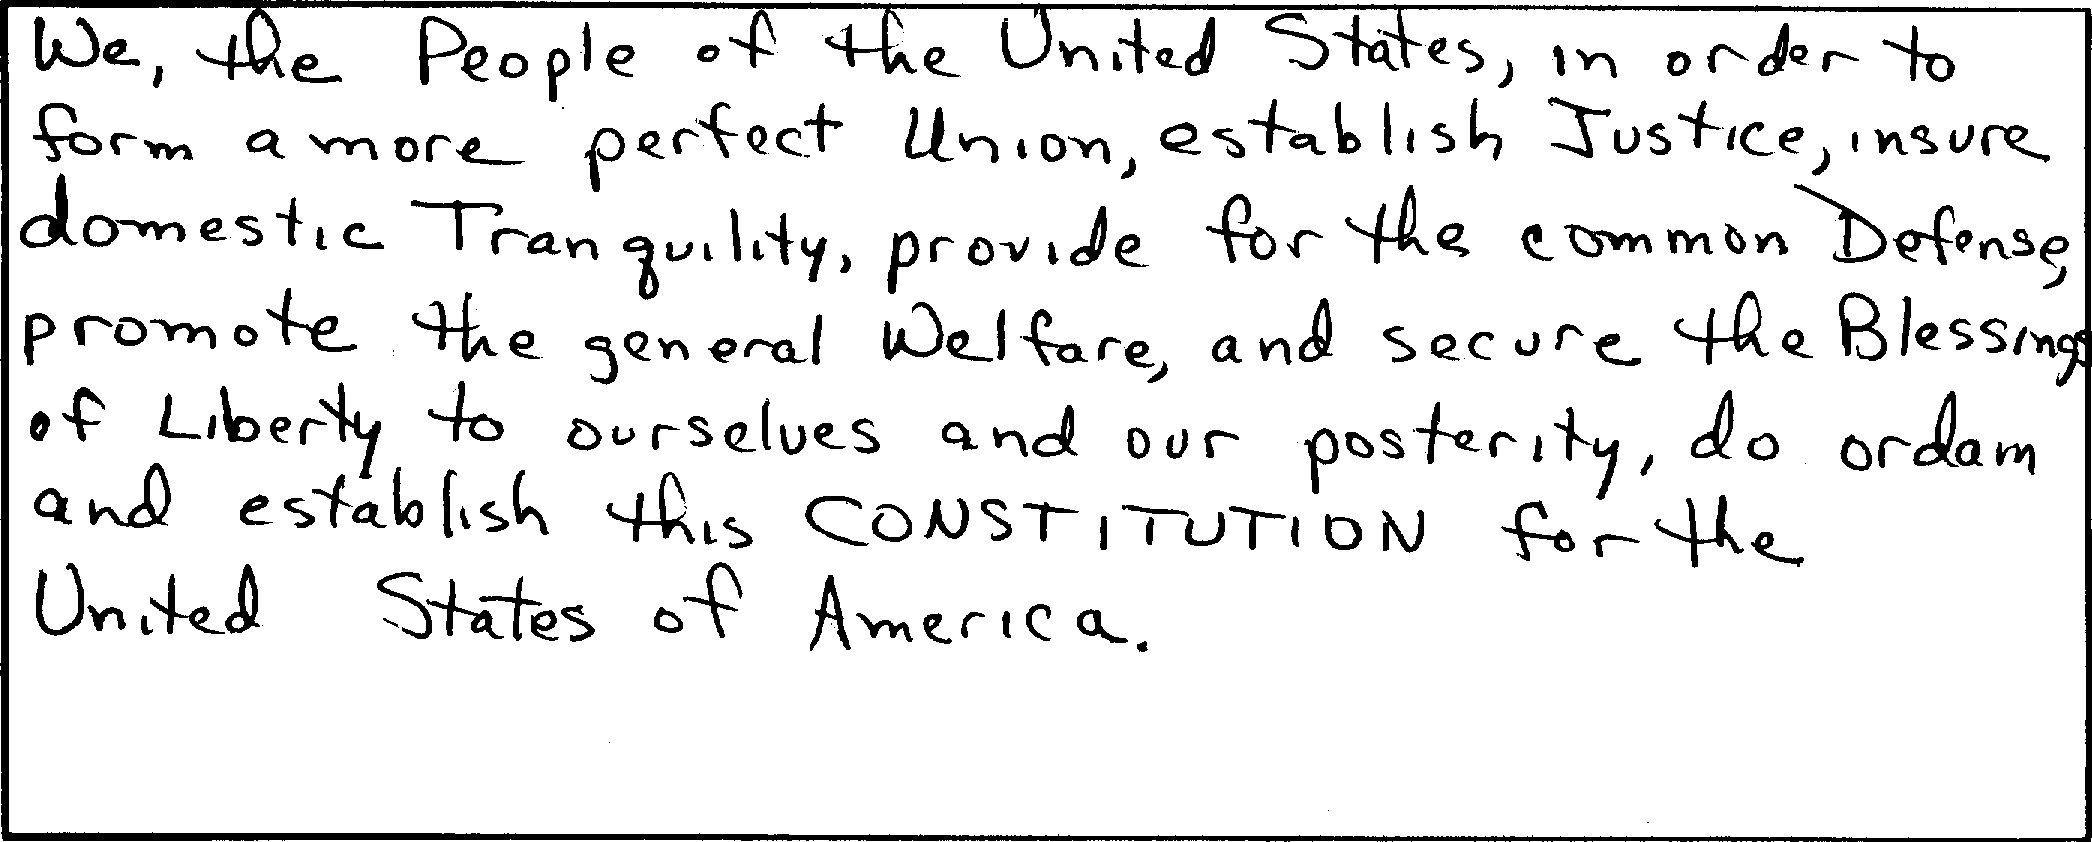 We, the People of the United States, in order to
form a more perfect Union, establish Justice, insure
domestic Tranquility, provide for the common Defense,
promote the general Welfare, and secure the Blessings
of Liberty to ourselves and our posterity, do ordain
and establish this CONSTITUTION for the
United States of America.